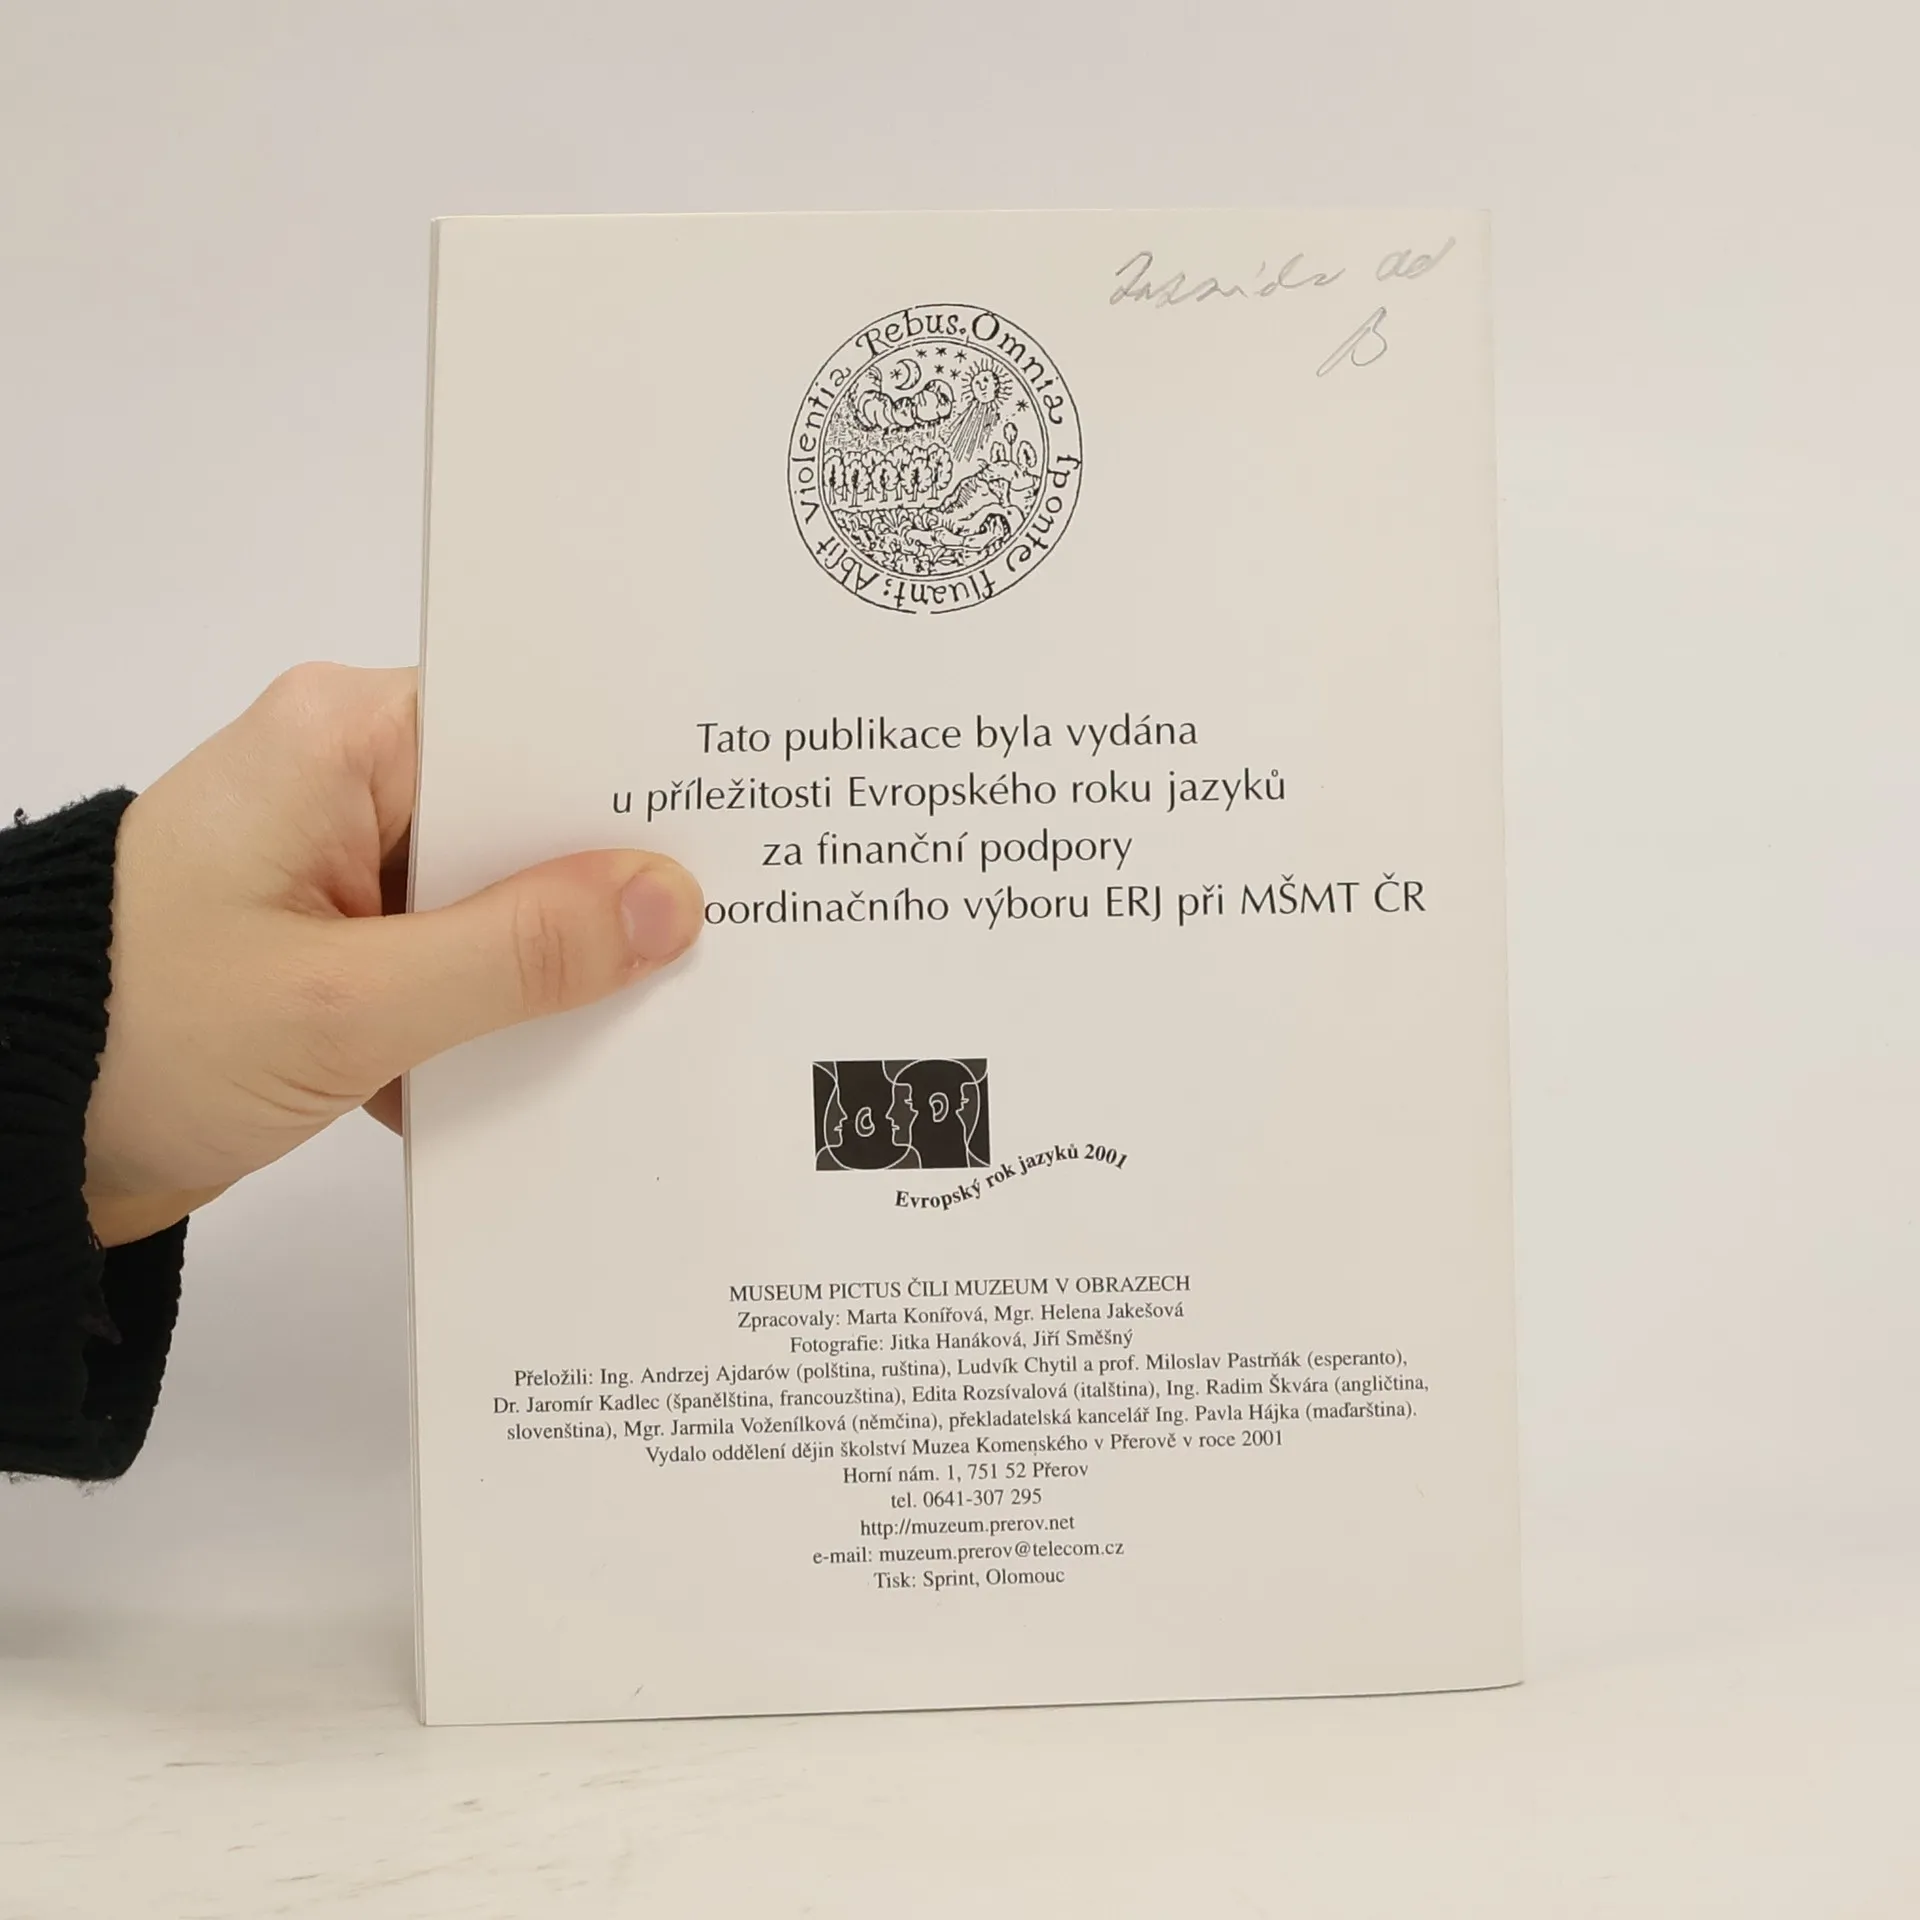 Omnia sponte fluant; Absit Violentia Rebus.
Tato publikace byla vydána
u příležitosti Evropského roku jazyků
za finanční podpory
oordinačního výboru ERJ při MŠMT ČR
Evropský rok jazyků 2001
MUSEUM PICTUS ČILI MUZEUM V OBRAZECH
Zpracovaly: Marta Konířová, Mgr. Helena Jakešová
Fotografie: Jitka Hanáková, Jiří Směšný
Přeložili: Ing. Andrzej Ajdarów (polština, ruština), Ludvík Chytil a prof. Miloslav Pastrňák (esperanto),
Dr. Jaromír Kadlec (španělština, francouzština), Edita Rozsívalová (italština), Ing. Radim Škvára (angličtina,
slovenština), Mgr. Jarmila Voženílková (němčina), překladatelská kancelář Ing. Pavla Hájka (maďarština).
Vydalo oddělení dějin školství Muzea Komenského v Přerově v roce 2001
Horní nám. 1, 751 52 Přerov
tel. 0641-307 295
http://muzeum.prerov.net
e-mail: muzeum.prerov@telecom.cz
Tisk: Sprint, Olomouc